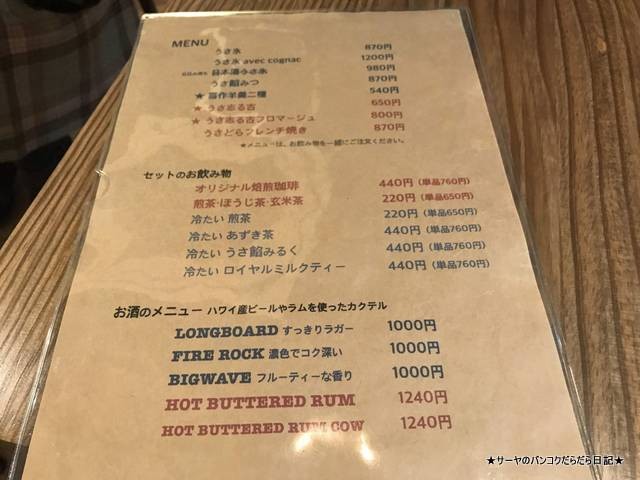 MENU
うさ氷 870円
うさ氷 avec cognac 1200円
日本酒うさ氷 980円
うさ餡みつ 870円
★ 習作羊羹二種 540円
★ うさ志る古 650円
★ うさ志る古フロマージュ 800円
うさどらフレンチ焼き 870円
★メニューは、お飲み物を一緒にご注文ください。
セットのお飲み物
オリジナル焙煎珈琲 440円（単品760円）
煎茶・ほうじ茶・玄米茶 220円（単品650円）
冷たい 煎茶 220円（単品650円）
冷たい あずき茶 440円（単品760円）
冷たい うさ餡みるく 440円（単品760円）
冷たい ロイヤルミルクティー 440円（単品760円）
お酒のメニュー ハワイ産ビールやラムを使ったカクテル
LONGBOARD すっきりラガー 1000円
FIRE ROCK 濃色でコク深い 1000円
BIGWAVE フルーティーな香り 1000円
HOT BUTTERED RUM 1240円
HOT BUTTERED RUM COW 1240円
★サーヤのバンコクだらだら日記★